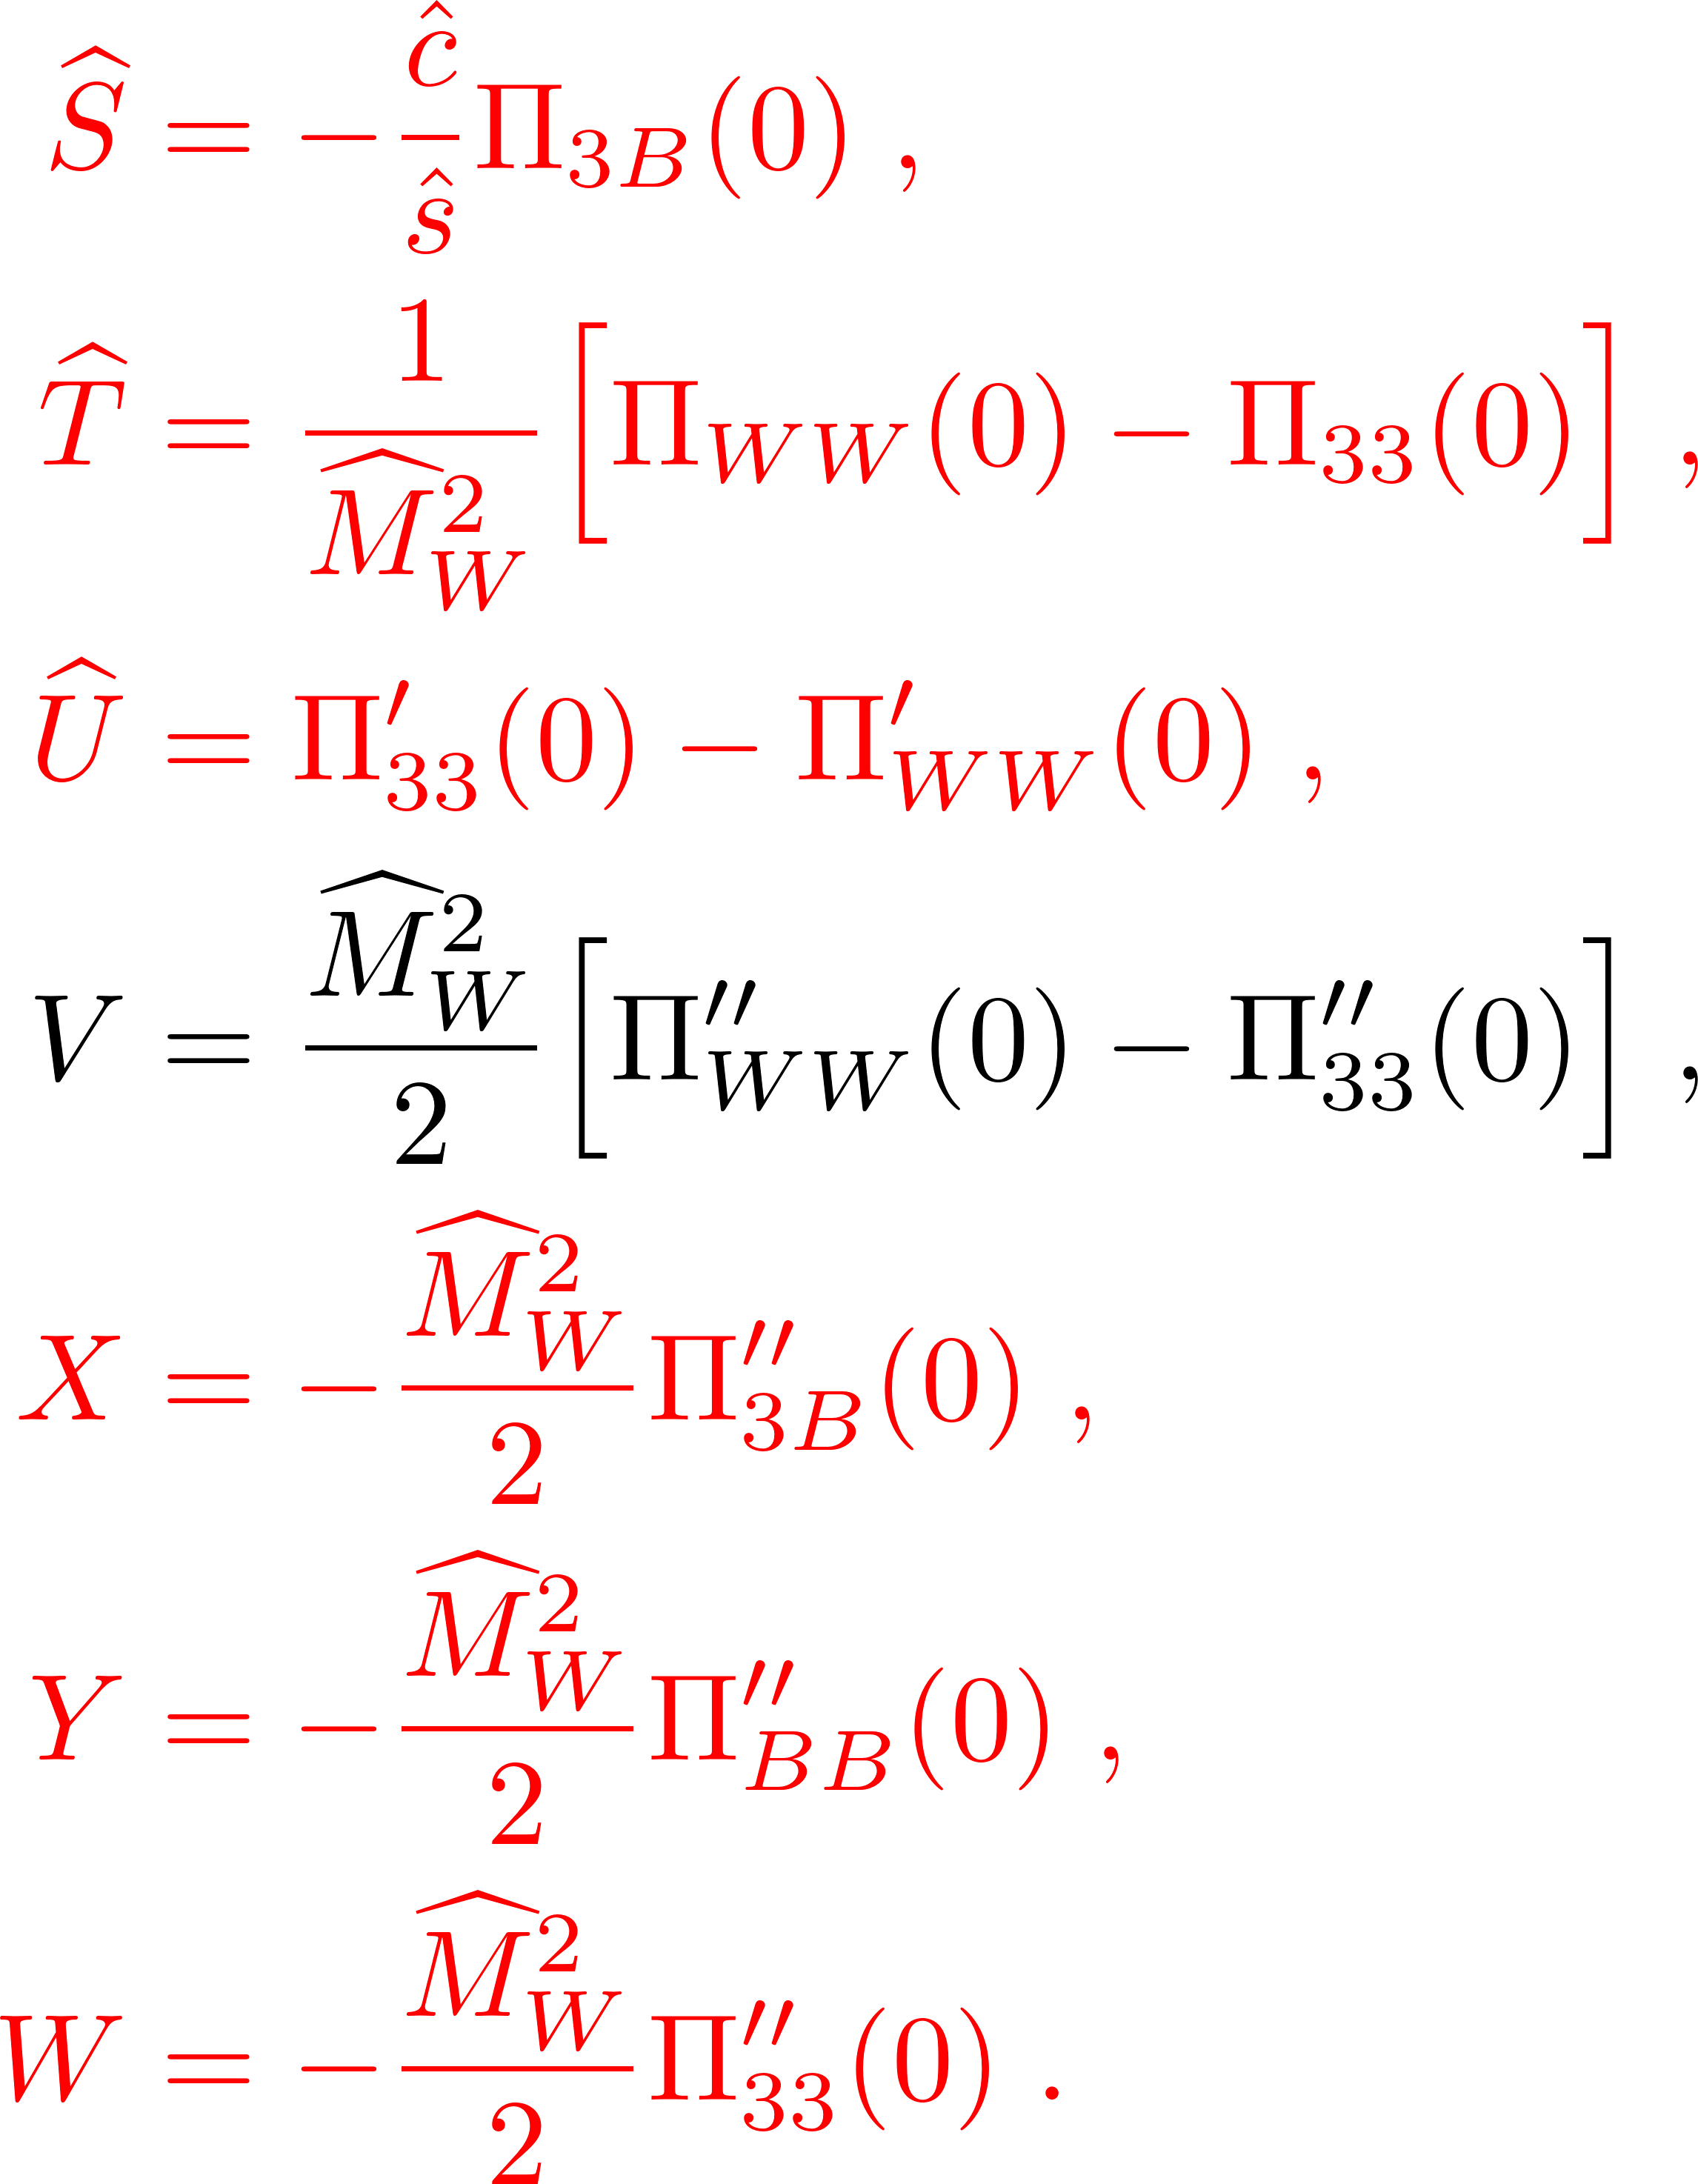 \widehat{S} = -\frac{\hat{c}}{\hat{s}} \Pi_{3B}(0) ,
\widehat{T} = \frac{1}{\widehat{M}_W^2} \left[ \Pi_{WW}(0) - \Pi_{33}(0) \right] ,
\widehat{U} = \Pi'_{33}(0) - \Pi'_{WW}(0) ,
V = \frac{\widehat{M}_W^2}{2} \left[ \Pi''_{WW}(0) - \Pi''_{33}(0) \right] ,
X = -\frac{\widehat{M}_W^2}{2} \Pi''_{3B}(0) ,
Y = -\frac{\widehat{M}_W^2}{2} \Pi''_{BB}(0) ,
W = -\frac{\widehat{M}_W^2}{2} \Pi''_{33}(0) .